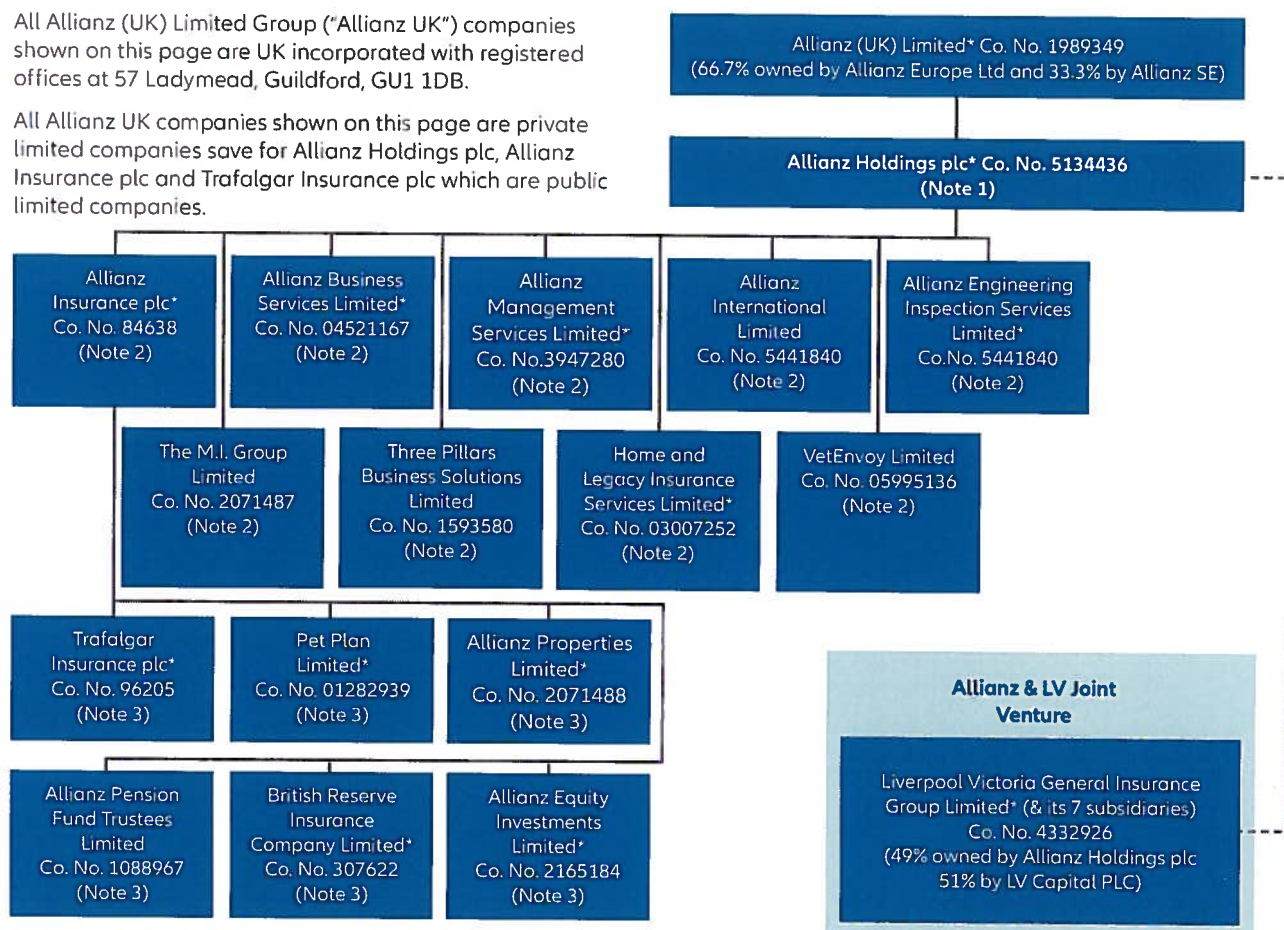 All Allianz (UK) Limited Group ("Allianz UK") companies
shown on this page are UK incorporated with registered
offices at 57 Ladymead, Guildford, GU1 1DB.
All Allianz UK companies shown on this page are private
limited companies save for Allianz Holdings plc, Allianz
Insurance plc and Trafalgar Insurance plc which are public
limited companies.
Allianz (UK) Limited* Co. No. 1989349
(66.7% owned by Allianz Europe Ltd and 33.3% by Allianz SE)
Allianz Holdings plc* Co. No. 5134436
(Note 1)
Allianz
Insurance plc*
Co. No. 84638
(Note 2)
Allianz Business
Services Limited*
Co. No. 04521167
(Note 2)
Allianz
Management
Services Limited*
Co. No.3947280
(Note 2)
Allianz
International
Limited
Co. No. 5441840
(Note 2)
Allianz Engineering
Inspection Services
Limited*
Co.No. 5441840
(Note 2)
The M.I. Group
Limited
Co. No. 2071487
(Note 2)
Three Pillars
Business Solutions
Limited
Co. No. 1593580
(Note 2)
Home and
Legacy Insurance
Services Limited*
Co. No. 03007252
(Note 2)
VetEnvoy Limited
Co. No. 05995136
(Note 2)
Trafalgar
Insurance plc*
Co. No. 96205
(Note 3)
Pet Plan
Limited*
Co. No. 01282939
(Note 3)
Allianz Properties
Limited*
Co. No. 2071488
(Note 3)
Allianz Pension
Fund Trustees
Limited
Co. No. 1088967
(Note 3)
British Reserve
Insurance
Company Limited*
Co. No. 307622
(Note 3)
Allianz Equity
Investments
Limited*
Co. No. 2165184
(Note 3)
Allianz & LV Joint
Venture
Liverpool Victoria General Insurance
Group Limited* (& its 7 subsidiaries)
Co. No. 4332926
(49% owned by Allianz Holdings plc
51% by LV Capital PLC)